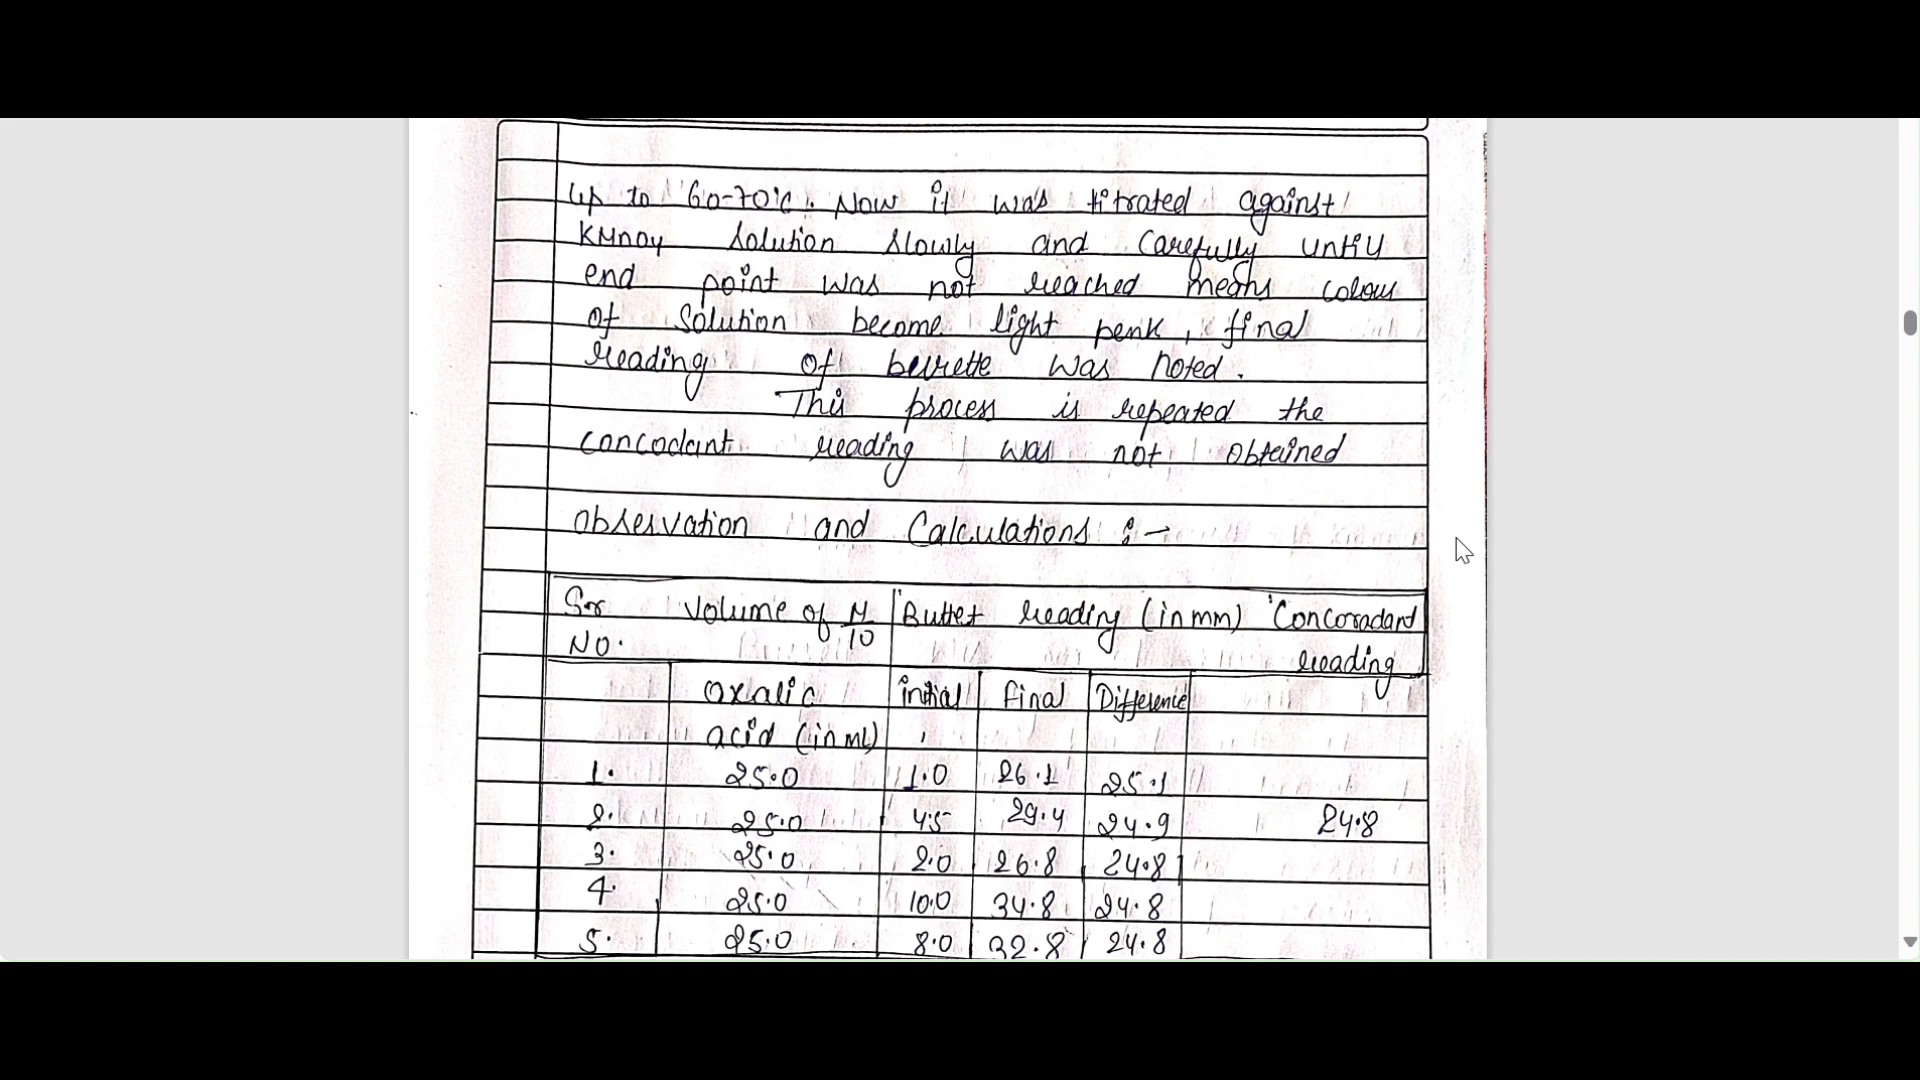 up to 60-70°C. Now it was titrated against
KMnO4 solution slowly and carefully untill
end point was not reached means colour
of solution become light penk, final
reading of burette was noted.
This process is repeated the
concodant reading was not obtained
Observation and Calculations :-
Sr Volume of M/10 Buttet reading (in mm) Concoradard
NO. reading
oxalic initial Final Difference
acid (in ml)
1. 25.0 1.0 26.1 25.1
2. 25.0 4.5 29.4 24.9 24.8
3. 25.0 2.0 26.8 24.8
4. 25.0 10.0 34.8 24.8
5. 25.0 8.0 32.8 24.8